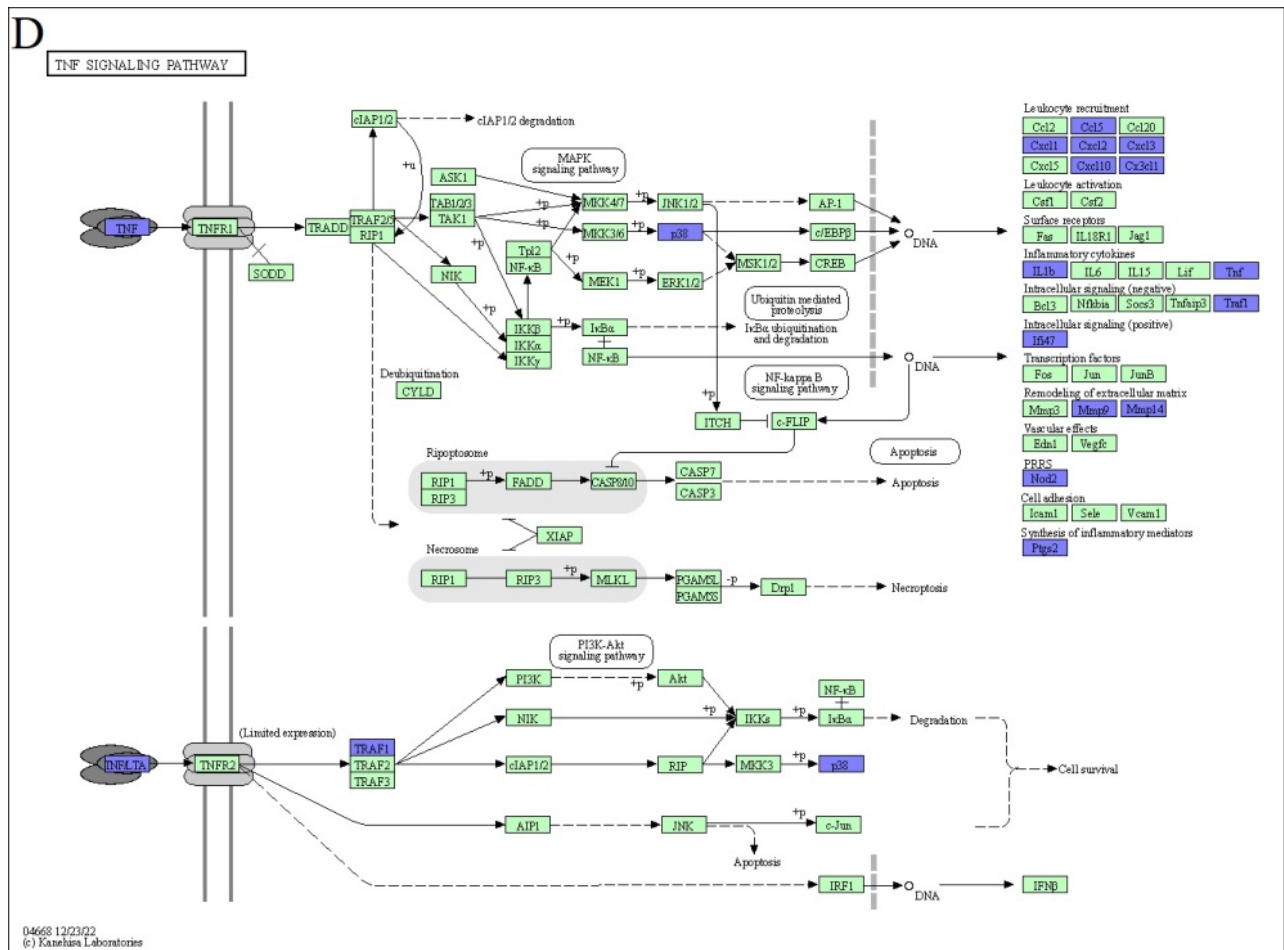 D
TNF SIGNALING PATHWAY
cIAP1/2
cIAP1/2 degradation
+u
MAPK
signaling pathway
ASK1
TAB1/2/3
TAK1
MKK4/7
+p
JNK1/2
AP-1
TNF
TNFR1
TRADD
TRAF2/5
RIP1
+p
+p
MKK3/6
+p
p38
c/EBPβ
DNA
SODD
NIK
+p
Tpl2
NF-κB
+p
MEK1
+p
ERK1/2
MSK1/2
CREB
Ubiquitin mediated
proteolysis
+p
IKKβ
IKKα
IKKγ
+p
IκBα
NF-κB
IκBα ubiquitination
and degradation
DNA
Deubiquitination
CYLD
NF-kappa B
signaling pathway
+p
ITCH
c-FLIP
Ripoptosome
RIP1
RIP3
+p
FADD
CASP8/10
CASP7
CASP3
Apoptosis
Apoptosis
XIAP
Necrosome
RIP1
RIP3
+p
MLKL
PGAM5L
PGAM5S
-p
Drp1
Necroptosis
Leukocyte recruitment
Ccl2 Ccl5 Ccl20
Cxcl1 Cxcl2 Cxcl3
Cxcl5 Cxcl10 Cx3cl1
Leukocyte activation
Csf1 Csf2
Surface receptors
Fas IL18R1 Jag1
Inflammatory cytokines
IL1b IL6 IL15 Lif Tnf
Intracellular signaling (negative)
Bcl3 Nfkbia Socs3 Tnfaip3 Traf1
Intracellular signaling (positive)
Ifi47
Transcription factors
Fos Jun JunB
Remodeling of extracellular matrix
Mmp3 Mmp9 Mmp14
Vascular effects
Edn1 Vegfc
PRRS
Nod2
Cell adhesion
Icam1 Sele Vcam1
Synthesis of inflammatory mediators
Ptgs2
PI3K-Akt
signaling pathway
PI3K
+p
Akt
NF-κB
NIK
+p
IKKs
+p
IκBα
Degradation
(Limited expression)
TNF/LTA
TNFR2
TRAF1
TRAF2
TRAF3
cIAP1/2
RIP
MKK3
+p
p38
Cell survival
AIP1
JNK
+p
c-Jun
Apoptosis
IRF1
DNA
IFNβ
04668 12/23/22
(c) Kanehisa Laboratories